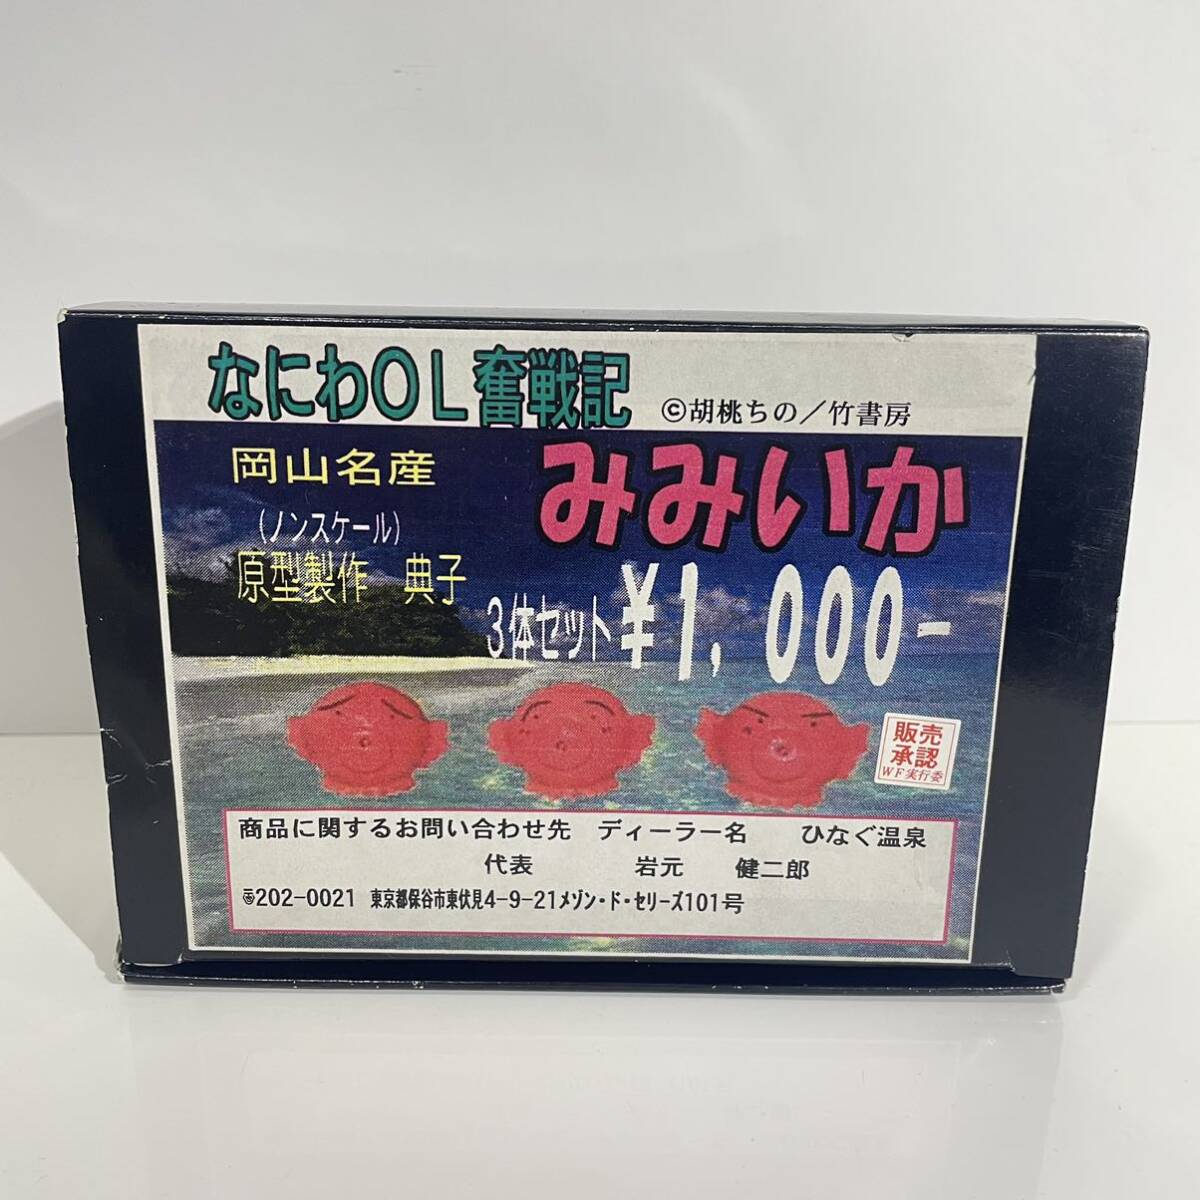 なにわOL奮戦記 ©胡桃ちの／竹書房
岡山名産
みみいか
(ノンスケール)
原型製作 典子
3体セット ¥1,000-
販売
承認
WF実行委
商品に関するお問い合わせ先 ディーラー名 ひなぐ温泉
代表 岩元 健二郎
〠202-0021 東京都保谷市東伏見4-9-21メゾン・ド・セリーズ101号